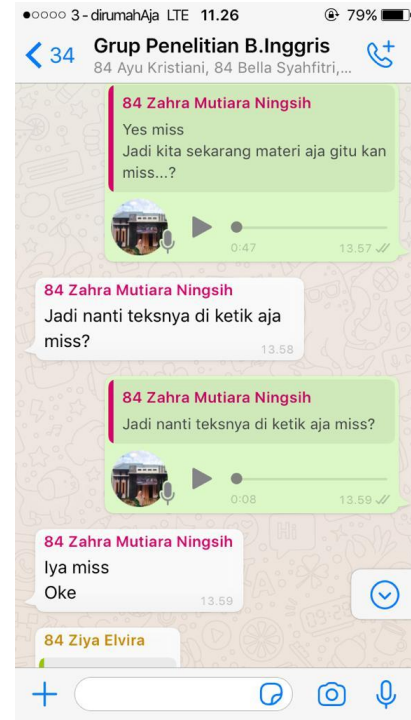 3-dirumahAja LTE 11.26 79%
34 Grup Penelitian B.Inggris
84 Ayu Kristiani, 84 Bella Syahfitri,...
84 Zahra Mutiara Ningsih
Yes miss
Jadi kita sekarang materi aja gitu kan
miss...?
0:47 13.57
84 Zahra Mutiara Ningsih
Jadi nanti teksnya di ketik aja
miss?
13.58
84 Zahra Mutiara Ningsih
Jadi nanti teksnya di ketik aja miss?
0:08 13.59
84 Zahra Mutiara Ningsih
Iya miss
Oke
13.59
84 Ziya Elvira